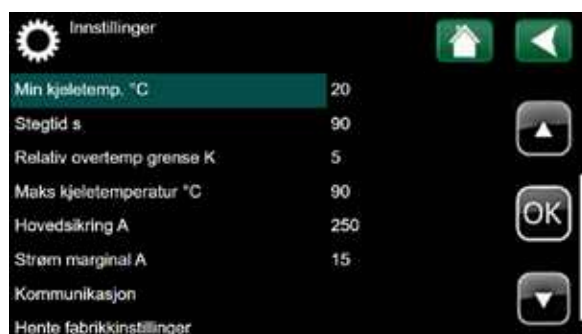 Innstillinger
Min kjeletemp. °C 20
Stegtid s 90
Relativ overtemp grense K 5
Maks kjeletemperatur °C 90
Hovedsikring A 250
OK
Strøm marginal A 15
Kommunikasjon
Hente fabrikkinstillinger